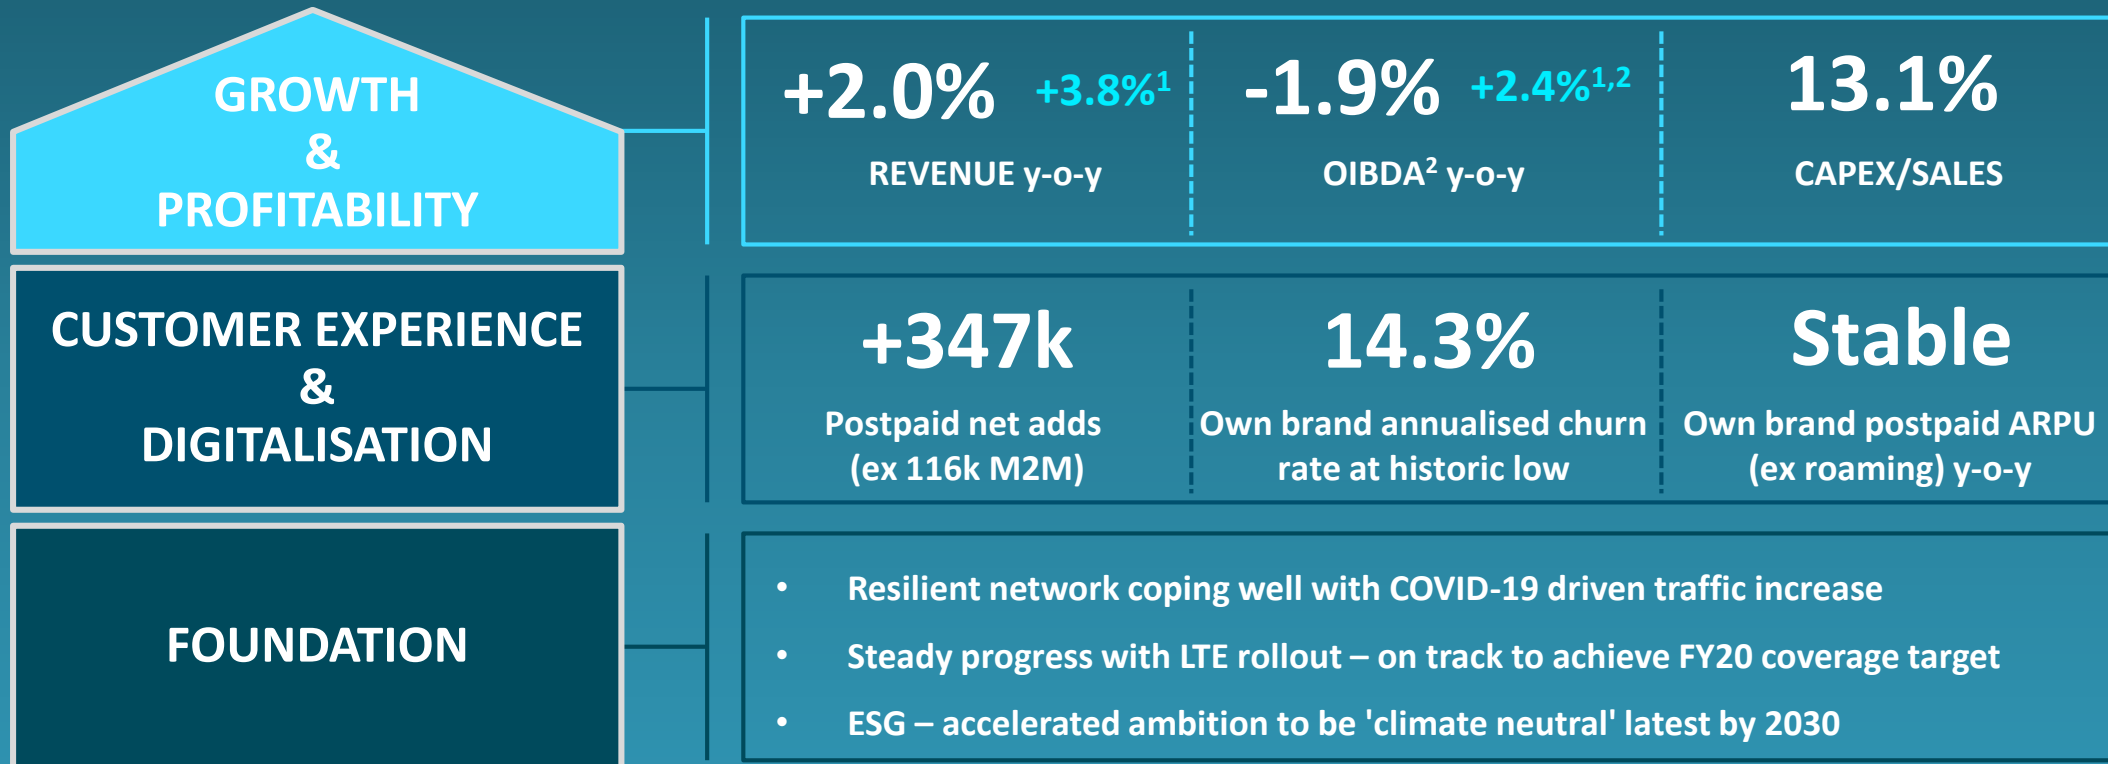 GROWTH
&
PROFITABILITY
+2.0% +3.8%¹
REVENUE y-o-y
-1.9% +2.4%¹,²
OIBDA² y-o-y
13.1%
CAPEX/SALES
CUSTOMER EXPERIENCE
&
DIGITALISATION
+347k
Postpaid net adds
(ex 116k M2M)
14.3%
Own brand annualised churn
rate at historic low
Stable
Own brand postpaid ARPU
(ex roaming) y-o-y
FOUNDATION
• Resilient network coping well with COVID-19 driven traffic increase
• Steady progress with LTE rollout – on track to achieve FY20 coverage target
• ESG – accelerated ambition to be 'climate neutral' latest by 2030